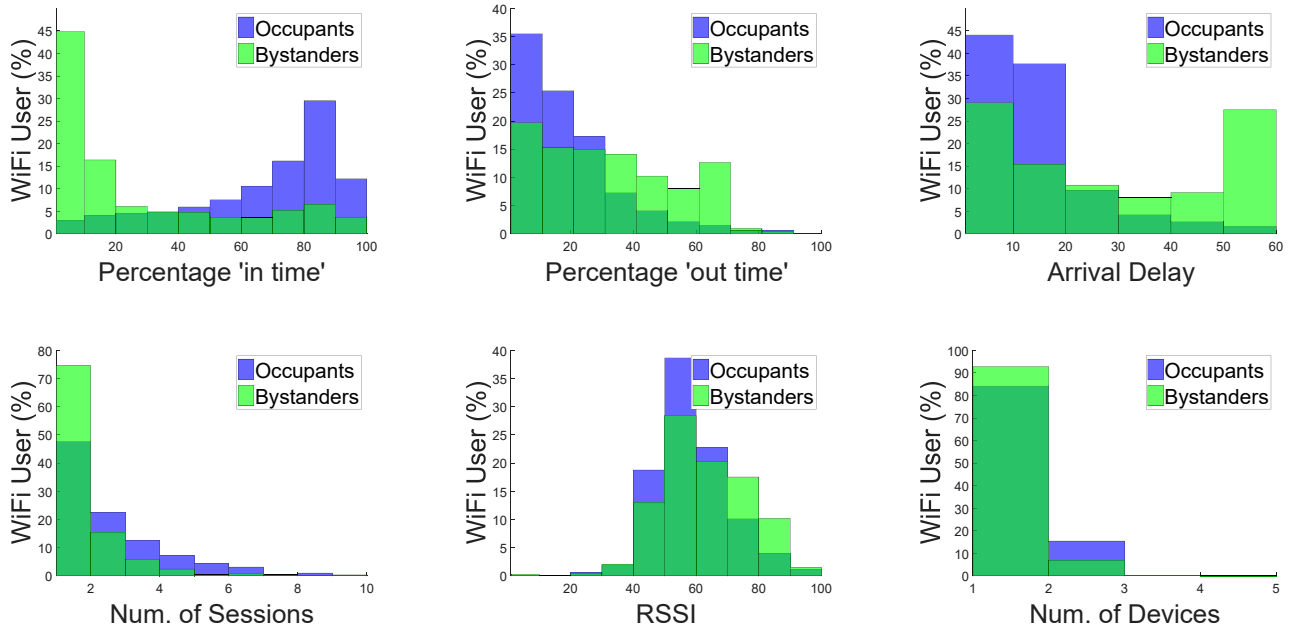 WiFi User (%)
45
40
35
30
25
20
15
10
5
0
Occupants
Bystanders
20 40 60 80 100
Percentage 'in time'
WiFi User (%)
40
35
30
25
20
15
10
5
0
Occupants
Bystanders
20 40 60 80 100
Percentage 'out time'
WiFi User (%)
45
40
35
30
25
20
15
10
5
0
Occupants
Bystanders
10 20 30 40 50 60
Arrival Delay
WiFi User (%)
80
70
60
50
40
30
20
10
0
Occupants
Bystanders
2 4 6 8 10
Num. of Sessions
WiFi User (%)
40
35
30
25
20
15
10
5
0
Occupants
Bystanders
20 40 60 80 100
RSSI
WiFi User (%)
100
90
80
70
60
50
40
30
20
10
0
Occupants
Bystanders
1 2 3 4 5
Num. of Devices